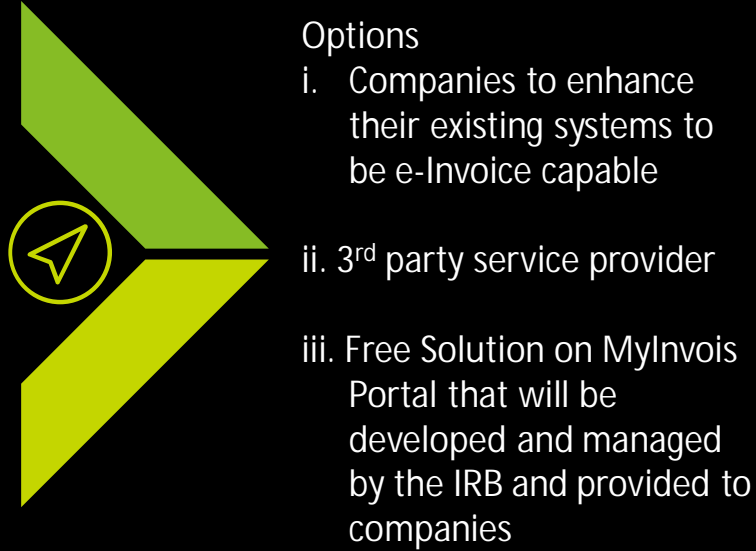 Options
i. Companies to enhance
their existing systems to
be e-Invoice capable
ii. 3rd party service provider
iii. Free Solution on MyInvois
Portal that will be
developed and managed
by the IRB and provided to
companies